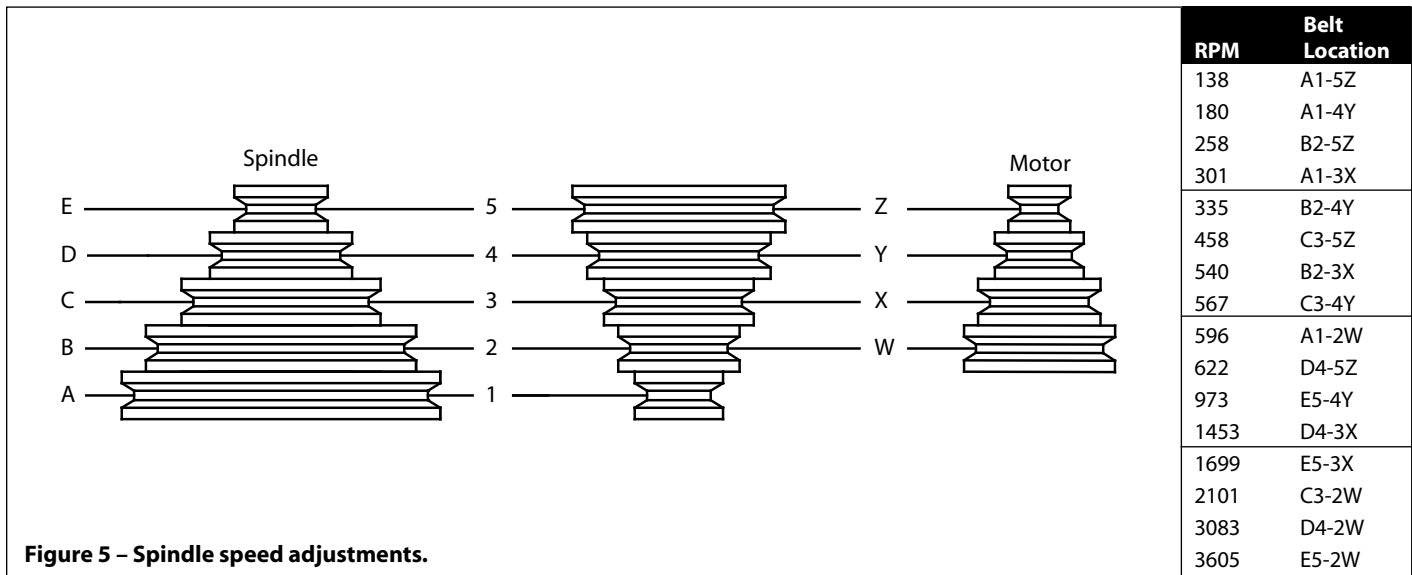 Spindle
Motor
E 5 Z
D 4 Y
C 3 X
B 2 W
A 1
Figure 5 – Spindle speed adjustments.
RPM Belt Location
138 A1-5Z
180 A1-4Y
258 B2-5Z
301 A1-3X
335 B2-4Y
458 C3-5Z
540 B2-3X
567 C3-4Y
596 A1-2W
622 D4-5Z
973 E5-4Y
1453 D4-3X
1699 E5-3X
2101 C3-2W
3083 D4-2W
3605 E5-2W